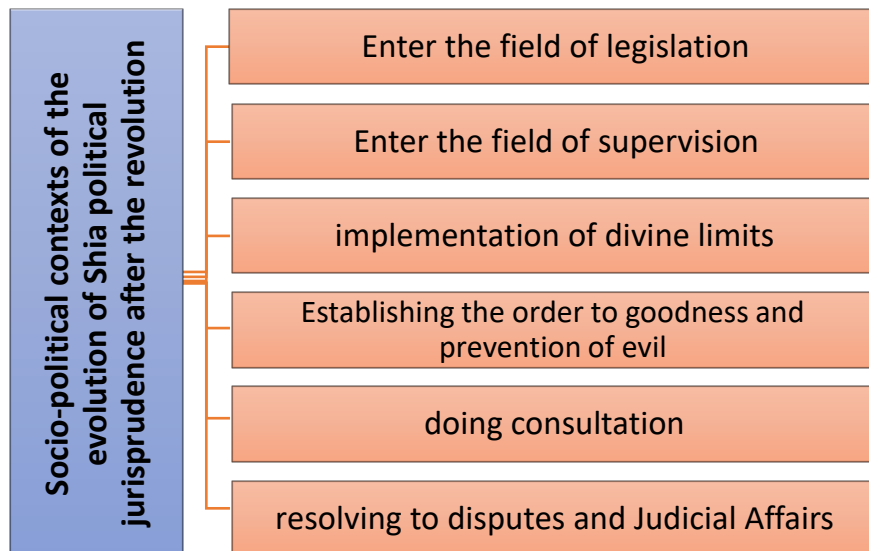 Socio-political contexts of the
evolution of Shia political
jurisprudence after the revolution
Enter the field of legislation
Enter the field of supervision
implementation of divine limits
Establishing the order to goodness and
prevention of evil
doing consultation
resolving to disputes and Judicial Affairs